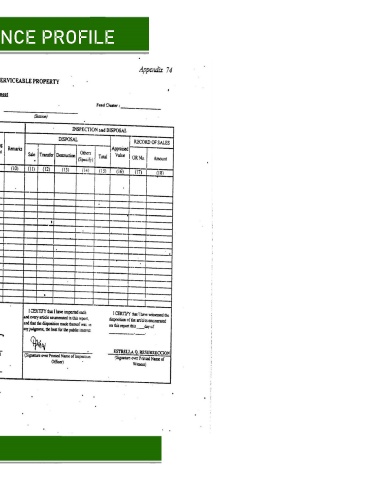 NCE PROFILE
Appendix 74
ERVICEABLE PROPERTY
Fund Cluster :
(Station)
INSPECTION and DISPOSAL
DISPOSAL
RECORD OF SALES
Remarks
Sale Transfer Destruction Others (Specify) Total
Appraised Value
OR No. Amount
(10) (11) (12) (13) (14) (15) (16) (17) (18)
I CERTIFY that I have inspected each
and every article enumerated in this report,
and that the disposition made thereof was, in
my judgment, the best for the public interest.
I CERTIFY that I have witnessed the
disposition of the articles enumerated
on this report this ___day of
ESTRELLA Q. RESURRECCION
(Signature over Printed Name of Inspection
Officer)
(Signature over Printed Name of
Witness)